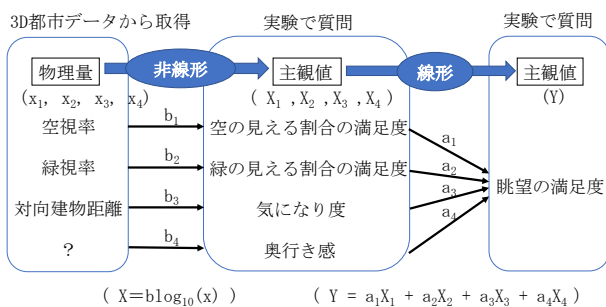 3D都市データから取得
実験で質問
実験で質問
物理量
非線形
主観値
線形
主観値
(x₁, x₂, x₃, x₄)
( X₁ ,X₂ ,X₃ ,X₄ )
(Y)
空視率
b₁
空の見える割合の満足度
a₁
緑視率
b₂
緑の見える割合の満足度
a₂
眺望の満足度
対向建物距離
b₃
気になり度
a₃
?
b₄
奥行き感
a₄
( X=blog₁₀(x) )
( Y = a₁X₁ + a₂X₂ + a₃X₃ + a₄X₄ )